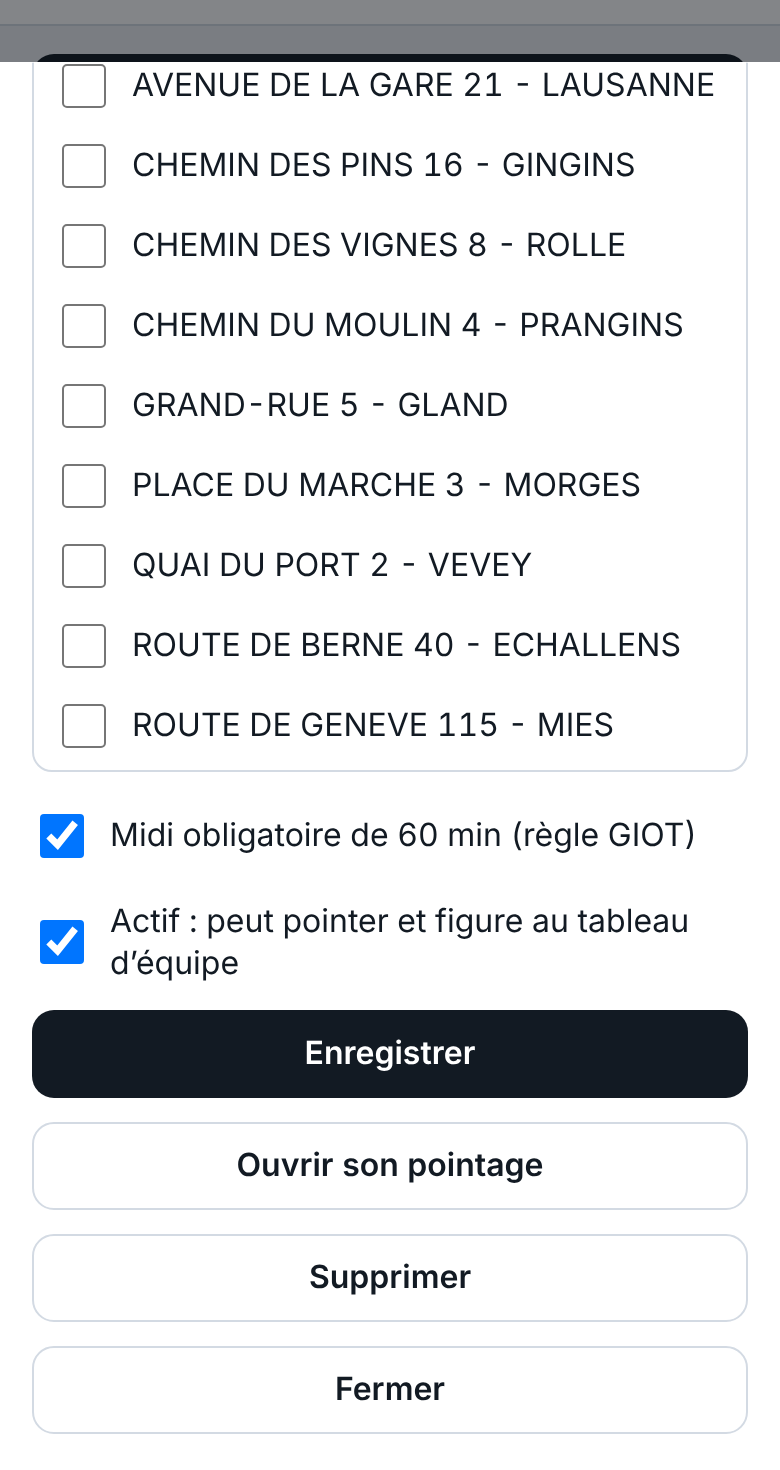 AVENUE DE LA GARE 21 - LAUSANNE
CHEMIN DES PINS 16 - GINGINS
CHEMIN DES VIGNES 8 - ROLLE
CHEMIN DU MOULIN 4 - PRANGINS
GRAND-RUE 5 - GLAND
PLACE DU MARCHE 3 - MORGES
QUAI DU PORT 2 - VEVEY
ROUTE DE BERNE 40 - ECHALLENS
ROUTE DE GENEVE 115 - MIES
Midi obligatoire de 60 min (règle GIOT)
Actif : peut pointer et figure au tableau
d’équipe
Enregistrer
Ouvrir son pointage
Supprimer
Fermer